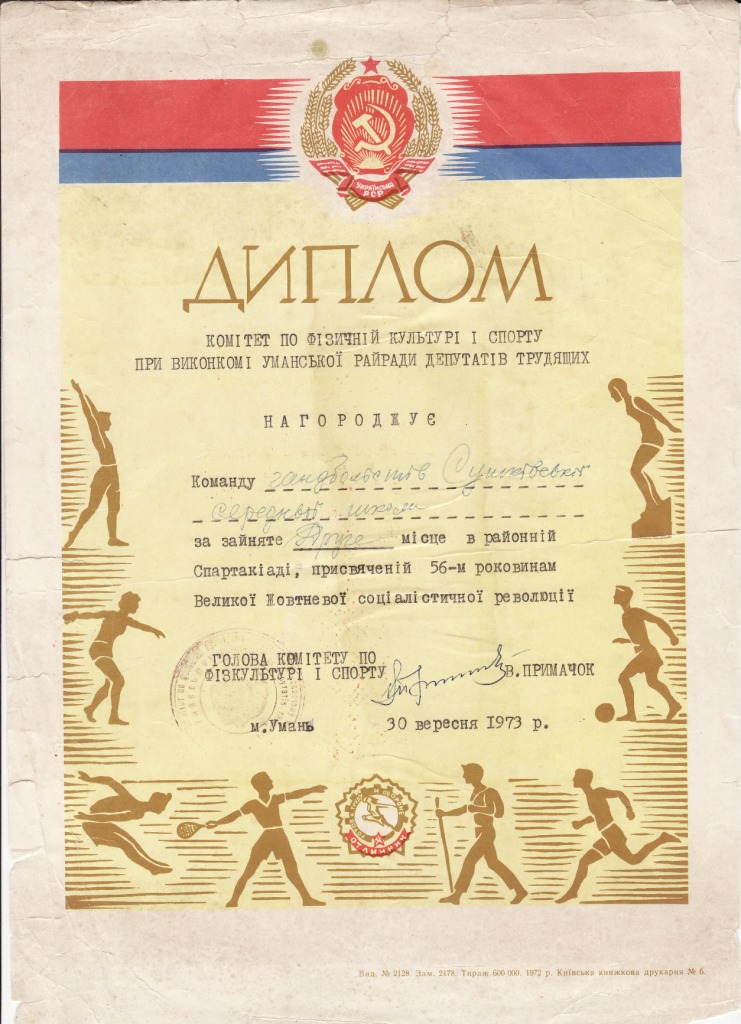 Українська
РСР
ДИПЛОМ
КОМІТЕТ ПО ФІЗИЧНІЙ КУЛЬТУРІ І СПОРТУ
ПРИ ВИКОНКОМІ УМАНСЬКОЇ РАЙРАДИ ДЕПУТАТІВ ТРУДЯЩИХ
НАГОРОДЖУЄ
Команду гандболістів
середньої школи
за зайняте Друге місце в районній
Спартакіаді, присвяченій 56-м роковинам
Великої Жовтневої соціалістичної революції
ГОЛОВА КОМІТЕТУ ПО
ФІЗКУЛЬТУРІ І СПОРТУ В.ПРИМАЧОК
м.Умань 30 вересня 1973 р.
ОТЛИЧНИК
Вид. № 2128. Зам. 2178. Тираж 600 000. 1972 р. Київська книжкова друкарня № 6.